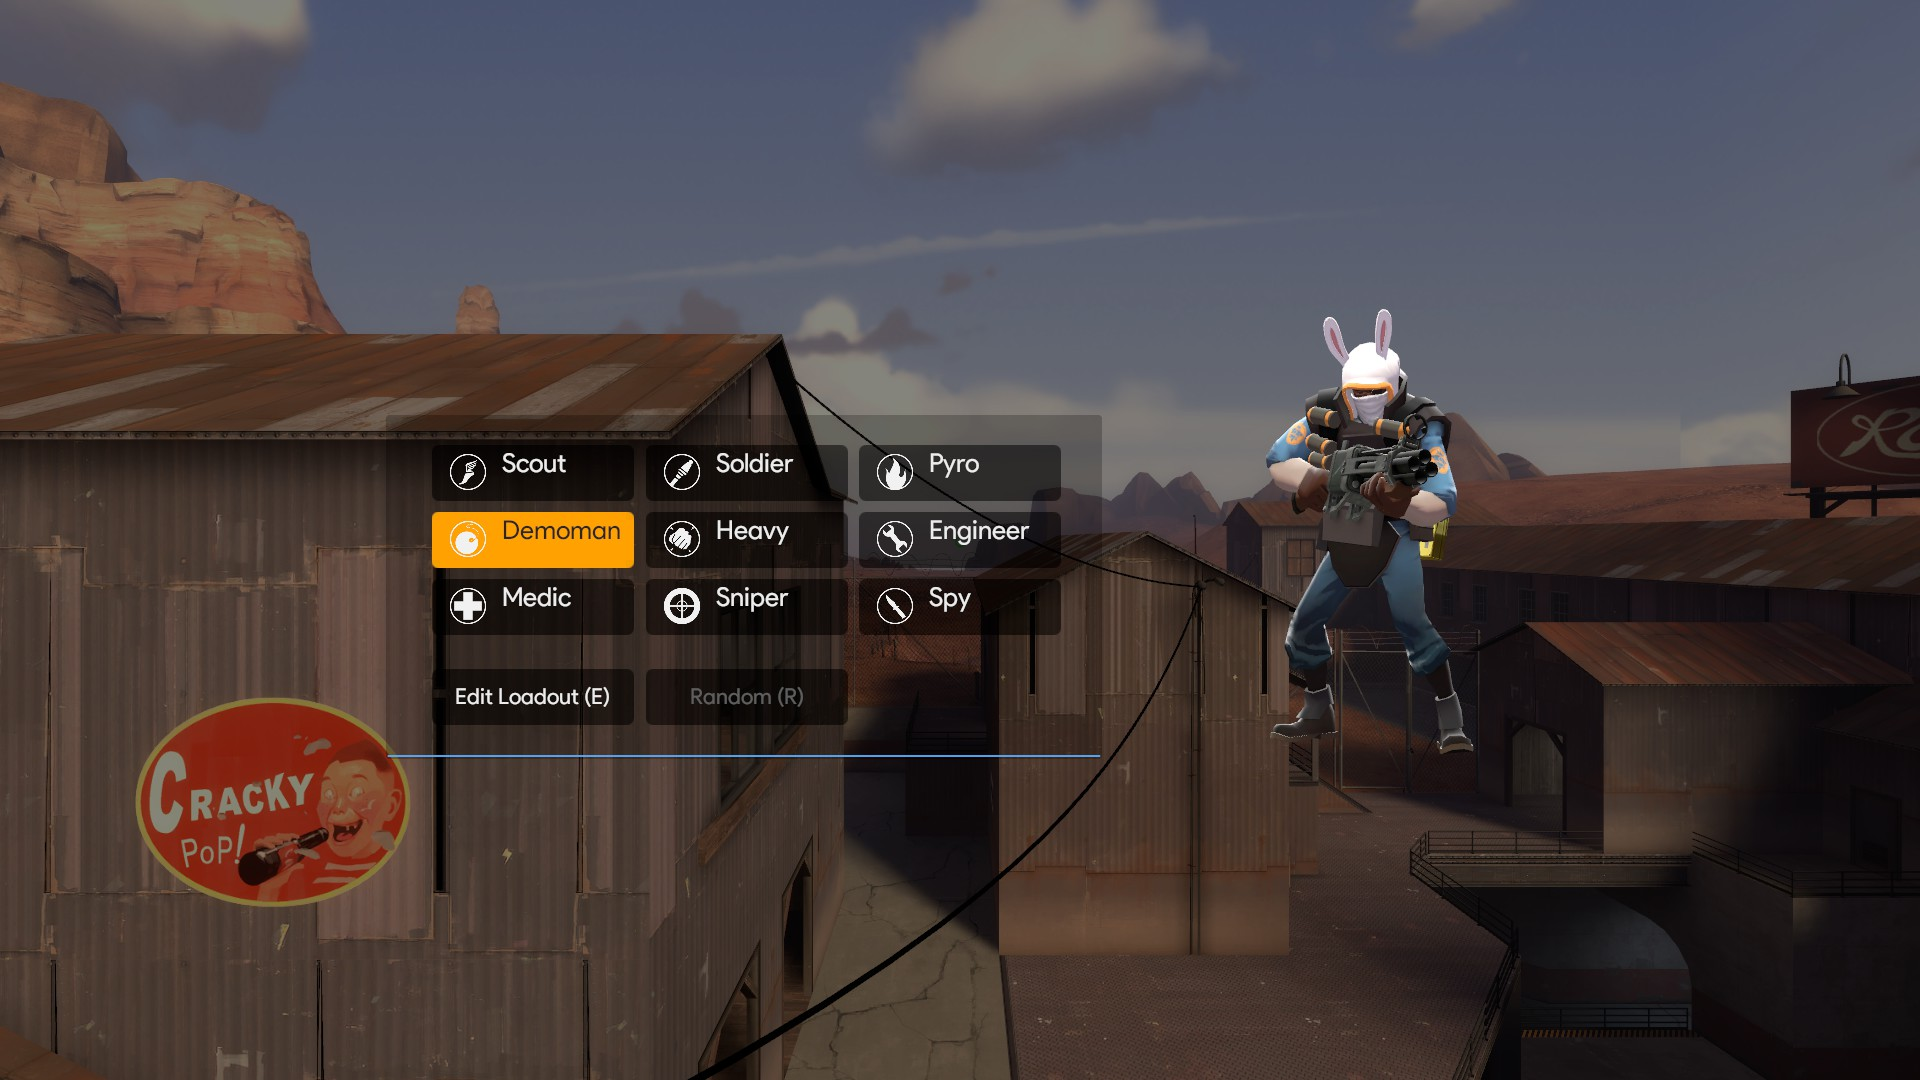 Scout
Soldier
Pyro
Demoman
Heavy
Engineer
Medic
Sniper
Spy
Edit Loadout (E)
Random (R)
CRACKY
PoP!